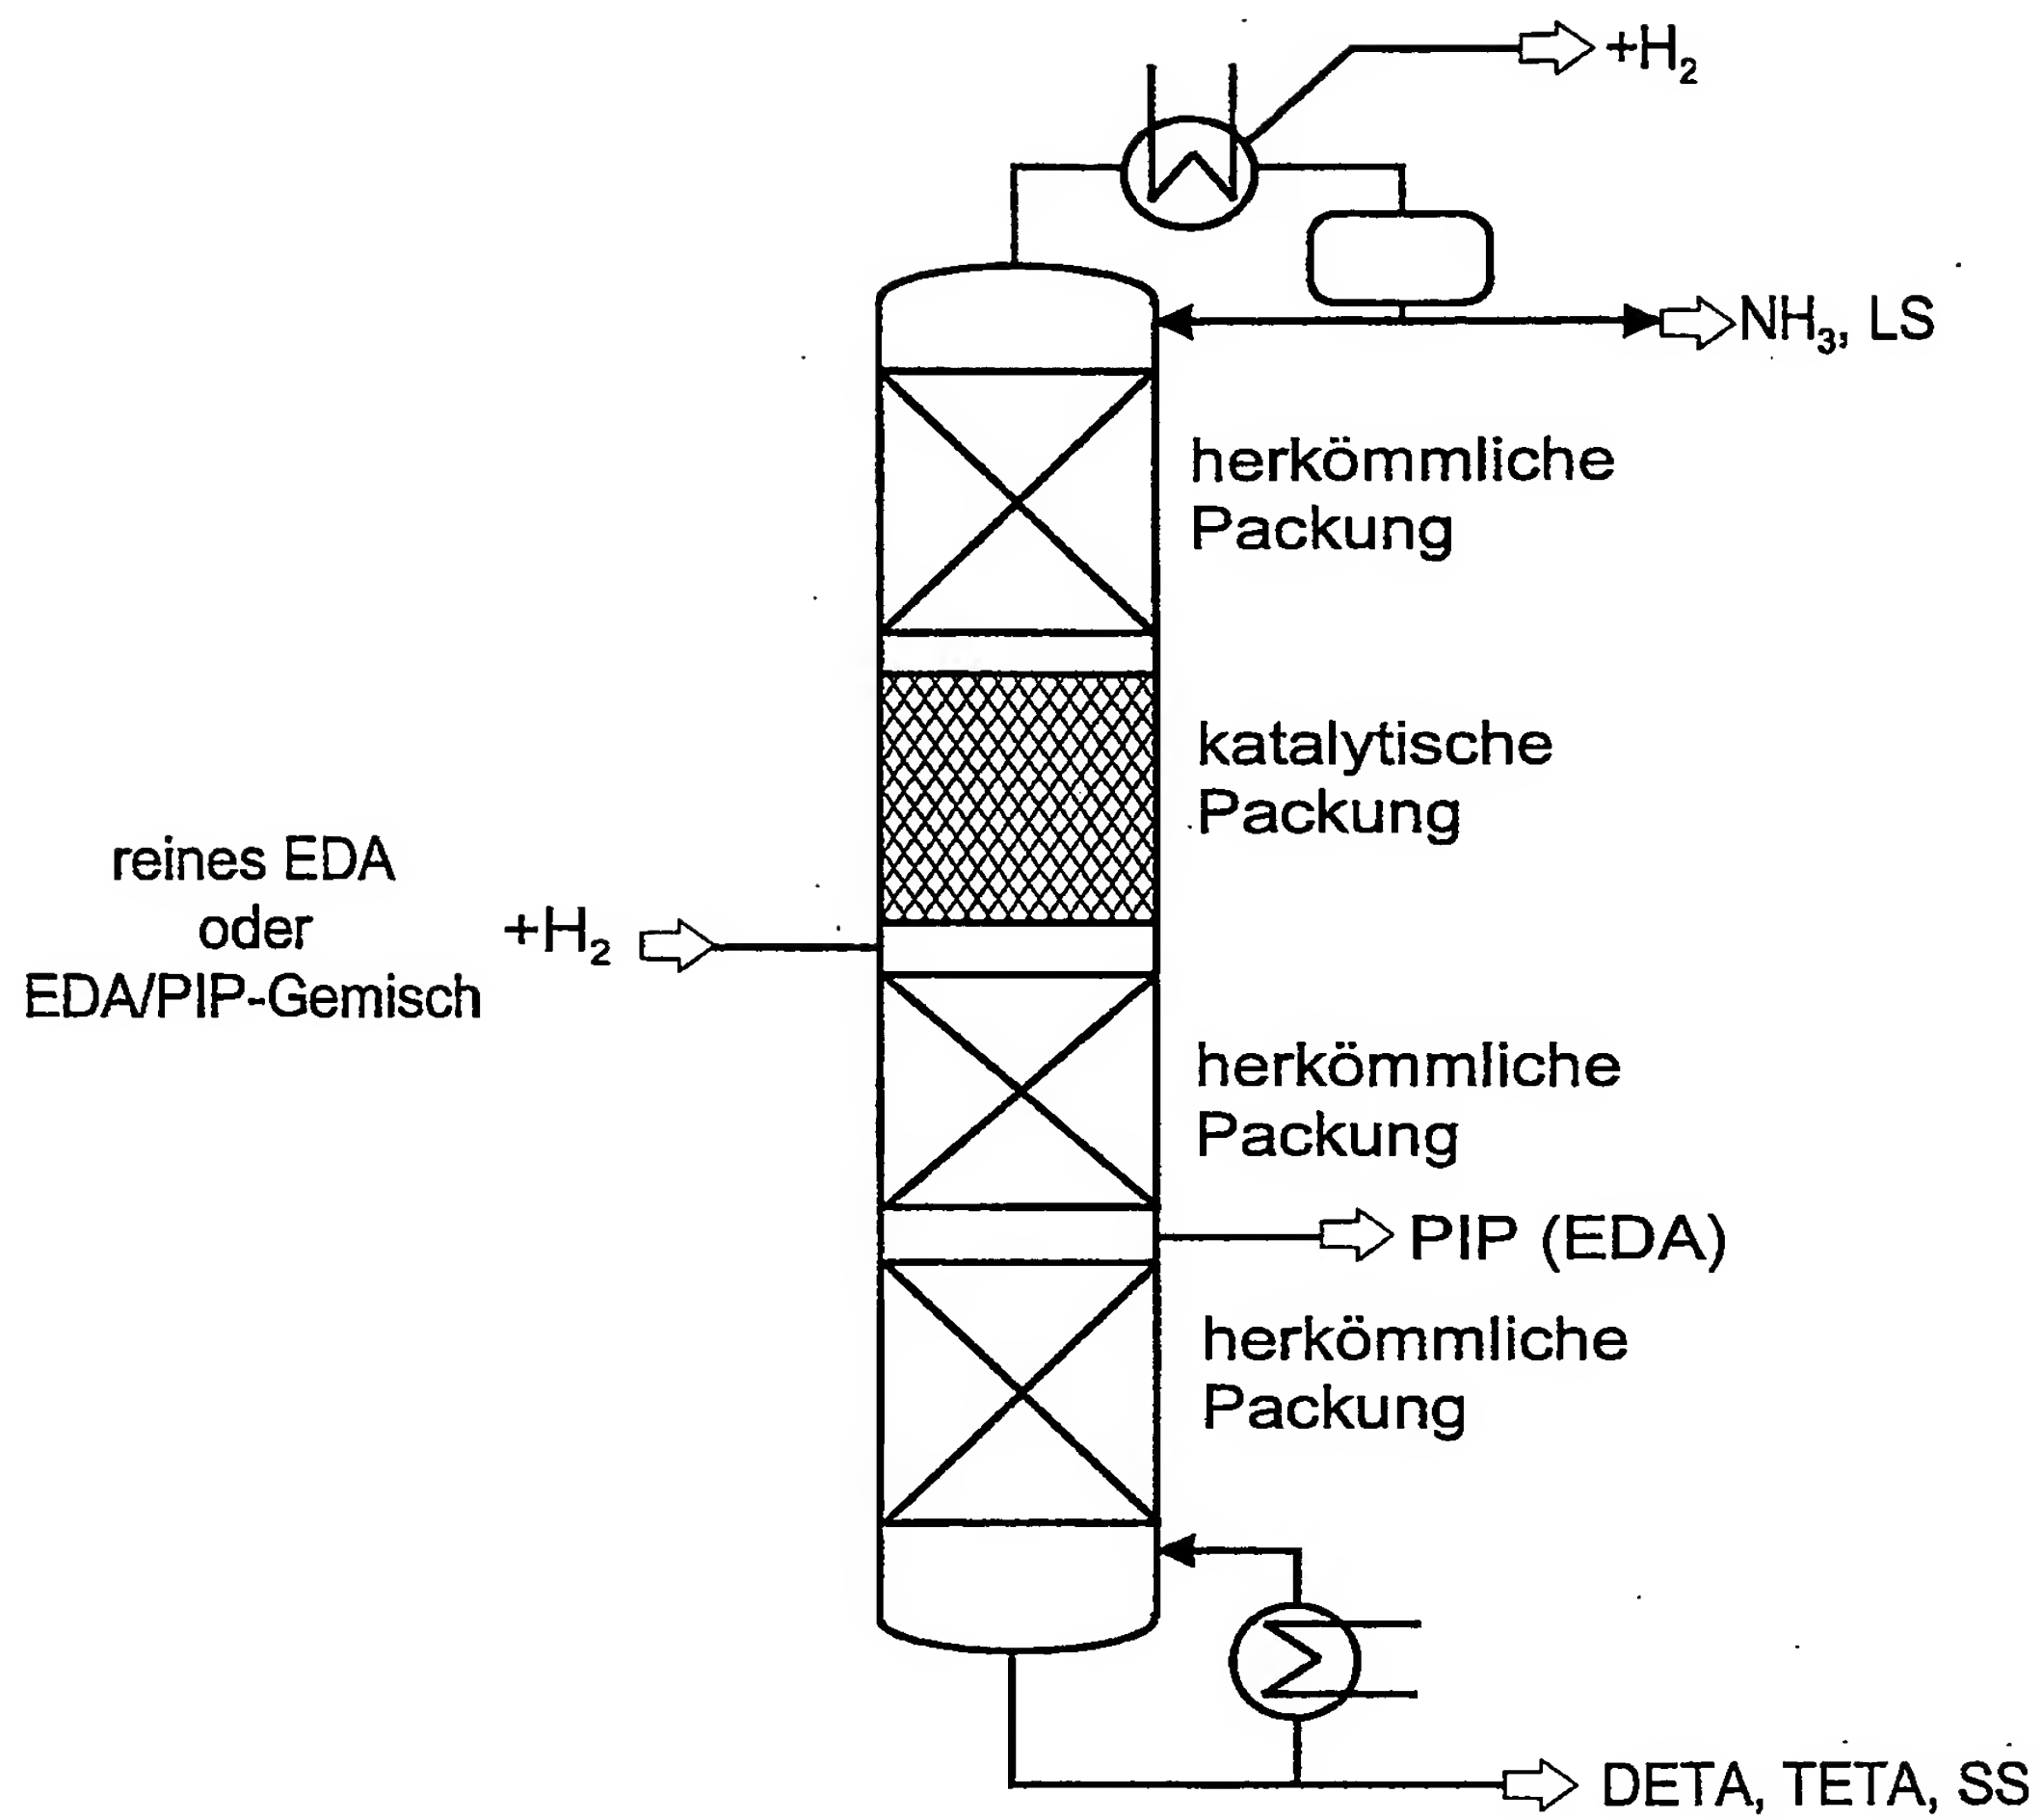 +H₂
NH₃, LS
herkömmliche
Packung
katalytische
Packung
reines EDA
oder
EDA/PIP-Gemisch
+H₂
herkömmliche
Packung
PIP (EDA)
herkömmliche
Packung
DETA, TETA, SS